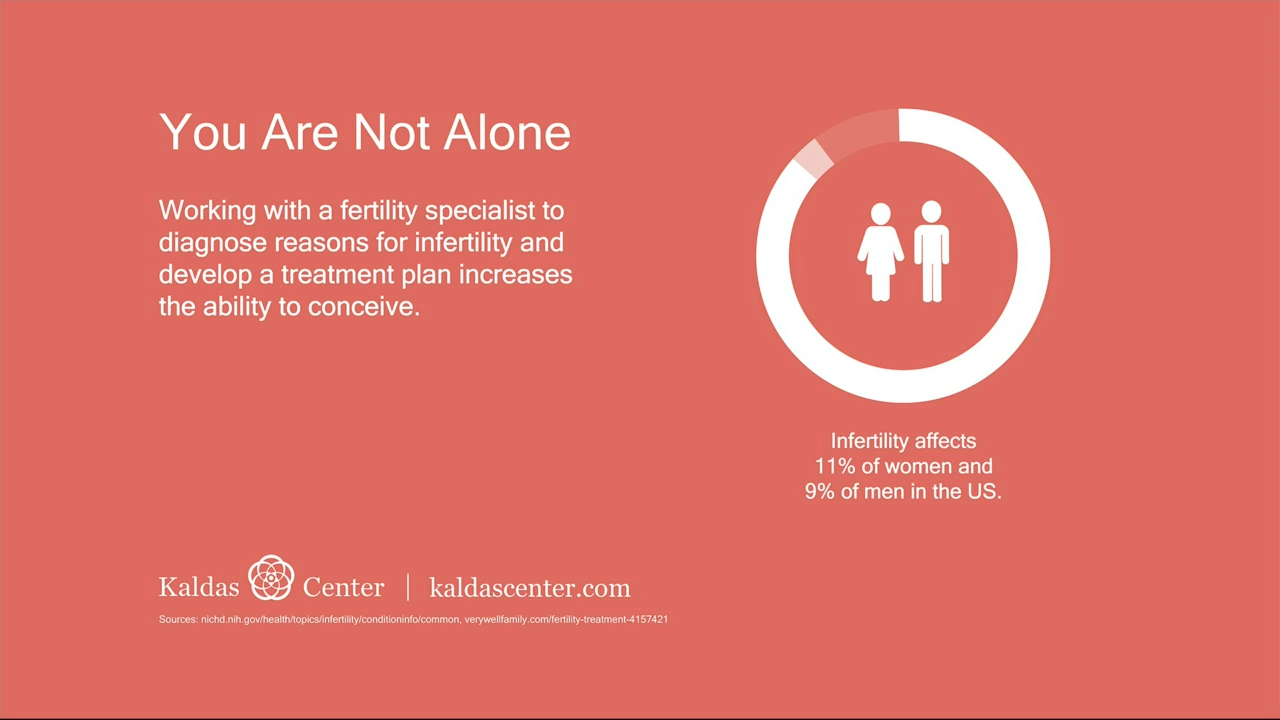 You Are Not Alone
Working with a fertility specialist to
diagnose reasons for infertility and
develop a treatment plan increases
the ability to conceive.
Infertility affects
11% of women and
9% of men in the US.
Kaldas Center | kaldascenter.com
Sources: nichd.nih.gov/health/topics/infertility/conditioninfo/common, verywellfamily.com/fertility-treatment-4157421